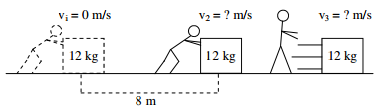 vᵢ = 0 m/s
v₂ = ? m/s
v₃ = ? m/s
12 kg
12 kg
12 kg
8 m